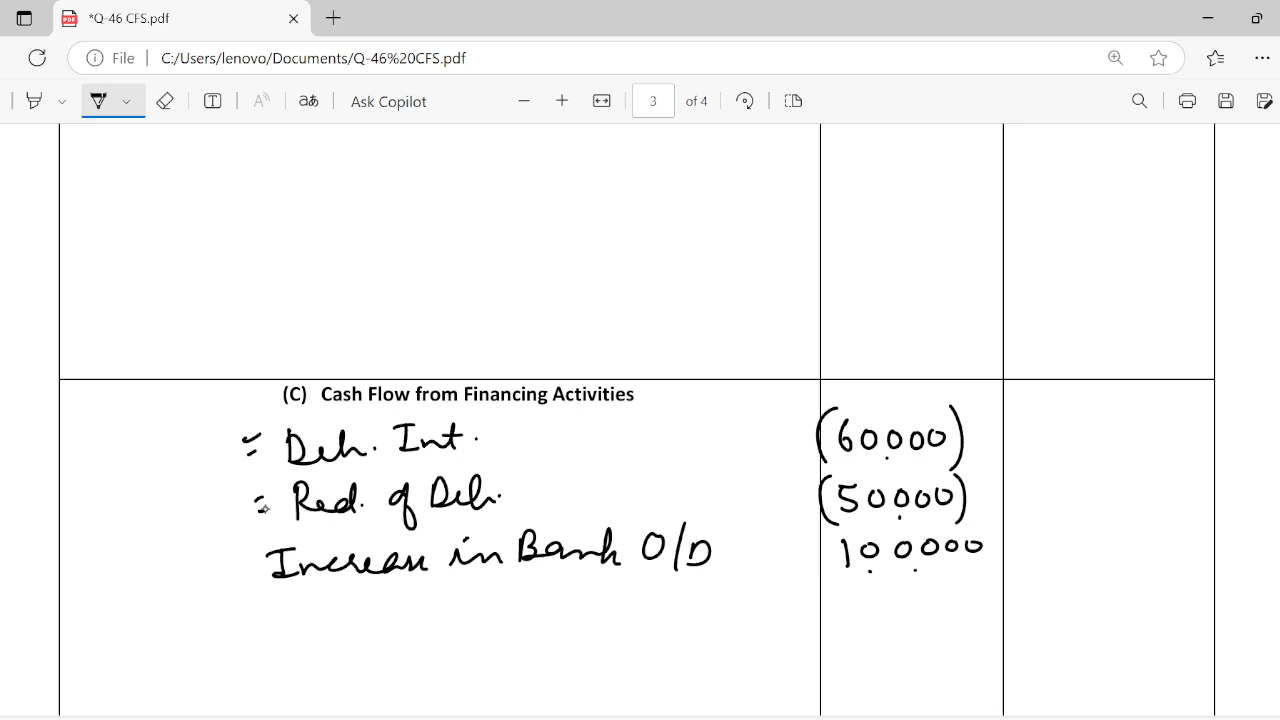 *Q-46 CFS.pdf
File C:/Users/lenovo/Documents/Q-46%20CFS.pdf
Ask Copilot 3 of 4
(C) Cash Flow from Financing Activities
Deb. Int. (60000)
Red. of Deb. (50000)
Increase in Bank O/D 100000